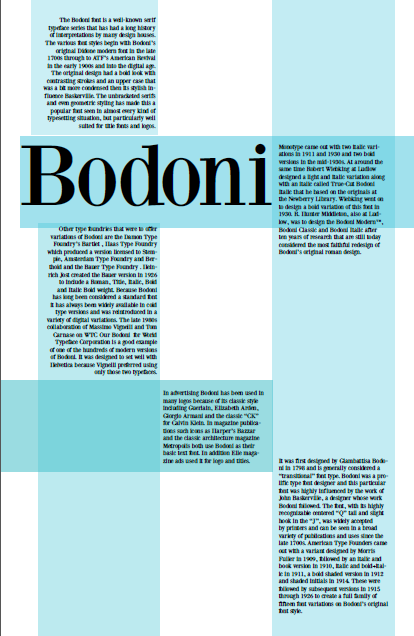 The Bodoni font is a well-known serif
typeface series that has had a long history
of interpretations by many design houses.
The various font styles begin with Bodoni's
original Didone modern font in the late
1700s through to ATF's American Revival
in the early 1900s and into the digital age.
The original design had a bold look with
contrasting strokes and an upper case that
was a bit more condensed then its stylish in-
fluence Baskerville. The unbracketed serifs
and even geometric styling has made this a
popular font seen in almost every kind of
typesetting situation, but particularly well
suited for title fonts and logos.
Bodoni
Monotype came out with two italic vari-
ations in 1911 and 1930 and two bold
versions in the mid-1930s. At around the
same time Robert Wiebking at Ludlow
designed a light and italic variation along
with an italic called True-Cut Bodoni
Italic that he based on the originals at
the Newberry Library. Wiebking went on
to design a bold variation of this font in
1930. R. Hunter Middleton, also at Lud-
low, was to design the Bodoni Modern™,
Bodoni Classic and Bodoni Italic after
ten years of research that are still today
considered the most faithful redesign of
Bodoni's original roman design.
Other type foundries that were to offer
variations of Bodoni are the Damon Type
Foundry's Bartlet , Haas Type Foundry
which produced a version licensed to Stem-
ple, Amsterdam Type Foundry and Ber-
thold and the Bauer Type Foundry . Hein-
rich Jost created the Bauer version in 1926
to include a Roman, Title, Italic, Bold
and Italic Bold weight. Because Bodoni
has long been considered a standard font
it has always been widely available in cold
type versions and was reintroduced in a
variety of digital variations. The late 1980s
collaboration of Massimo Vignelli and Tom
Carnase on WTC Our Bodoni for World
Typeface Corporation is a good example
of one of the hundreds of modern versions
of Bodoni. It was designed to set well with
Helvetica because Vignelli preferred using
only those two typefaces.
In advertising Bodoni has been used in
many logos because of its classic style
including Guerlain, Elizabeth Arden,
Giorgio Armani and the classic "CK"
for Calvin Klein. In magazine publica-
tions such icons as Harper's Bazzar
and the classic architecture magazine
Metropolis both use Bodoni as their
basic text font. In addition Elle maga-
zine ads used it for logo and titles.
It was first designed by Giambattisa Bodo-
ni in 1798 and is generally considered a
"transitional" font type. Bodoni was a pro-
lific type font designer and this particular
font was highly influenced by the work of
John Baskerville, a designer whose work
Bodoni followed. The font, with its highly
recognizable centered "Q" tail and slight
hook in the "J", was widely accepted
by printers and can be seen in a broad
variety of publications and uses since the
late 1700s. American Type Founders came
out with a variant designed by Morris
Fuller in 1909, followed by an italic and
book version in 1910, italic and bold-ital-
ic in 1911, a bold shaded version in 1912
and shaded initials in 1914. These were
followed by subsequent versions in 1915
through 1926 to create a full family of
fifteen font variations on Bodoni's original
font style.